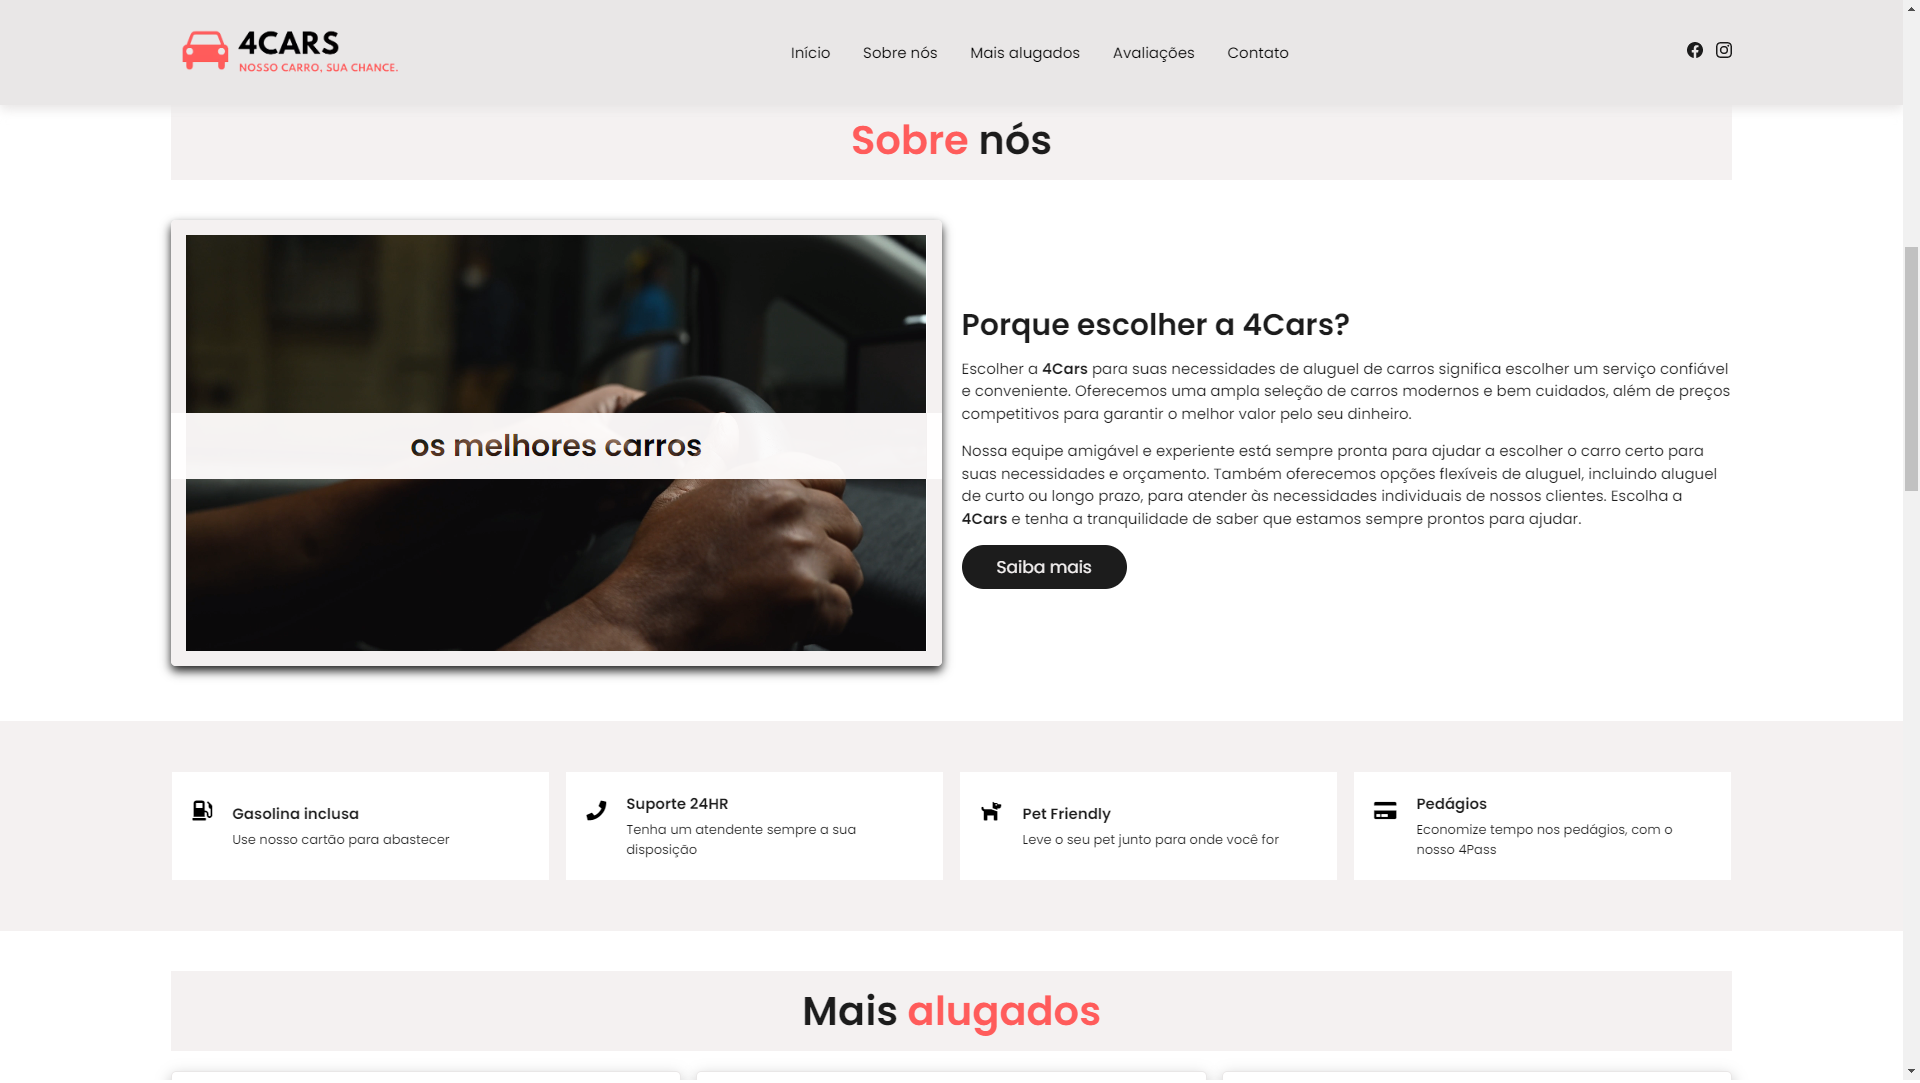 4CARS
NOSSO CARRO, SUA CHANCE.
Início
Sobre nós
Mais alugados
Avaliações
Contato
Sobre nós
os melhores carros
Porque escolher a 4Cars?
Escolher a 4Cars para suas necessidades de aluguel de carros significa escolher um serviço confiável
e conveniente. Oferecemos uma ampla seleção de carros modernos e bem cuidados, além de preços
competitivos para garantir o melhor valor pelo seu dinheiro.
Nossa equipe amigável e experiente está sempre pronta para ajudar a escolher o carro certo para
suas necessidades e orçamento. Também oferecemos opções flexíveis de aluguel, incluindo aluguel
de curto ou longo prazo, para atender às necessidades individuais de nossos clientes. Escolha a
4Cars e tenha a tranquilidade de saber que estamos sempre prontos para ajudar.
Saiba mais
Gasolina inclusa
Use nosso cartão para abastecer
Suporte 24HR
Tenha um atendente sempre a sua
disposição
Pet Friendly
Leve o seu pet junto para onde você for
Pedágios
Economize tempo nos pedágios, com o
nosso 4Pass
Mais alugados